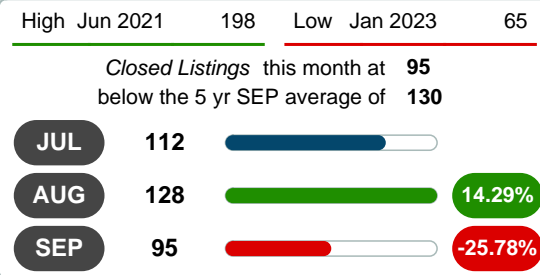 High Jun 2021 198 Low Jan 2023 65
Closed Listings this month at 95
below the 5 yr SEP average of 130
JUL 112
AUG 128 14.29%
SEP 95 -25.78%